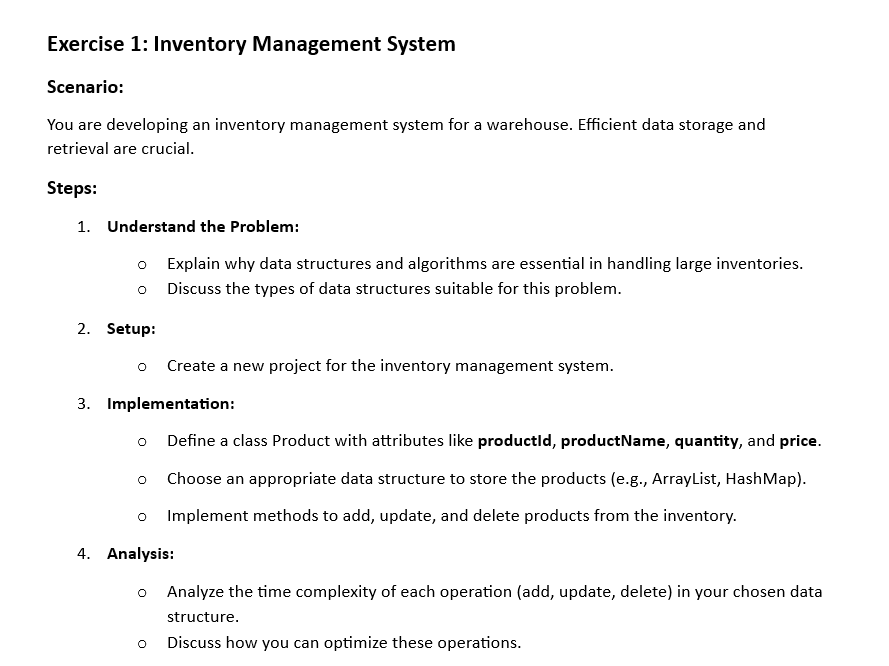 Exercise 1: Inventory Management System
Scenario:
You are developing an inventory management system for a warehouse. Efficient data storage and
retrieval are crucial.
Steps:
1. Understand the Problem:
o Explain why data structures and algorithms are essential in handling large inventories.
o Discuss the types of data structures suitable for this problem.
2. Setup:
o Create a new project for the inventory management system.
3. Implementation:
o Define a class Product with attributes like productId, productName, quantity, and price.
o Choose an appropriate data structure to store the products (e.g., ArrayList, HashMap).
o Implement methods to add, update, and delete products from the inventory.
4. Analysis:
o Analyze the time complexity of each operation (add, update, delete) in your chosen data
structure.
o Discuss how you can optimize these operations.